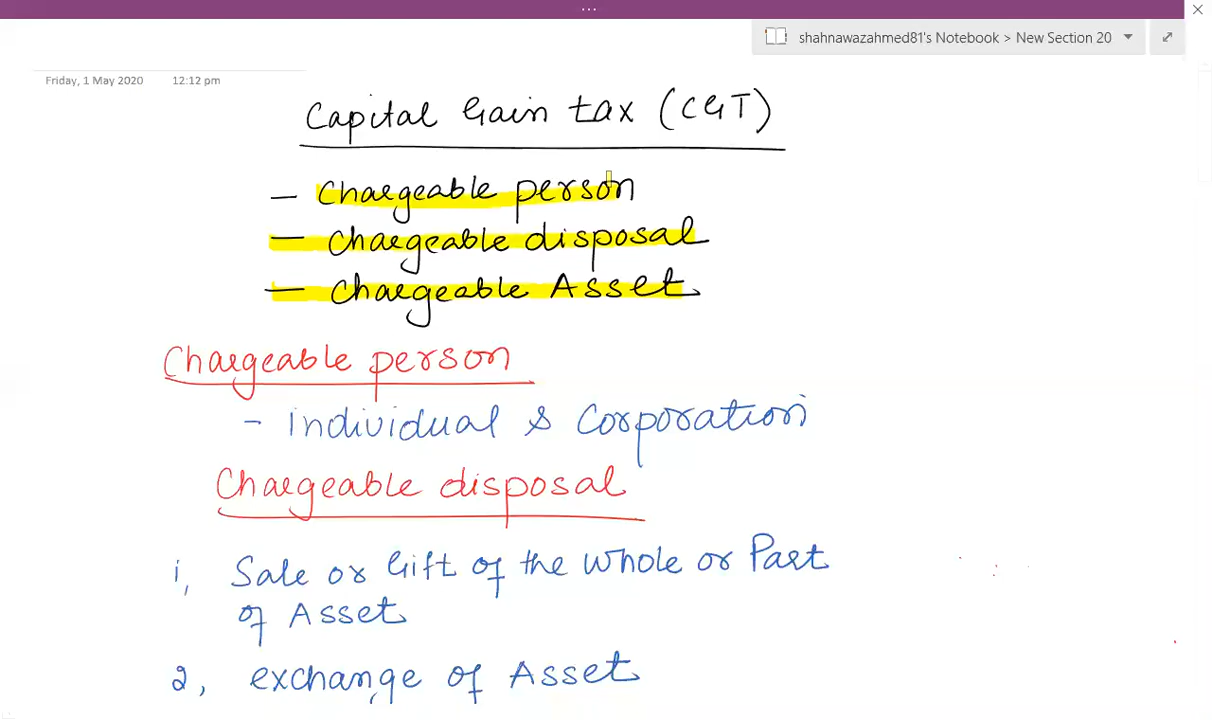 ...
shahnawazahmed81's Notebook > New Section 20
Friday, 1 May 2020 12:12 pm
Capital Gain tax (CGT)
– Chargeable person
– Chargeable disposal
– Chargeable Asset
Chargeable person
- individual & Corporation
Chargeable disposal
i, Sale or Gift of the whole or Part
of Asset
2, exchange of Asset